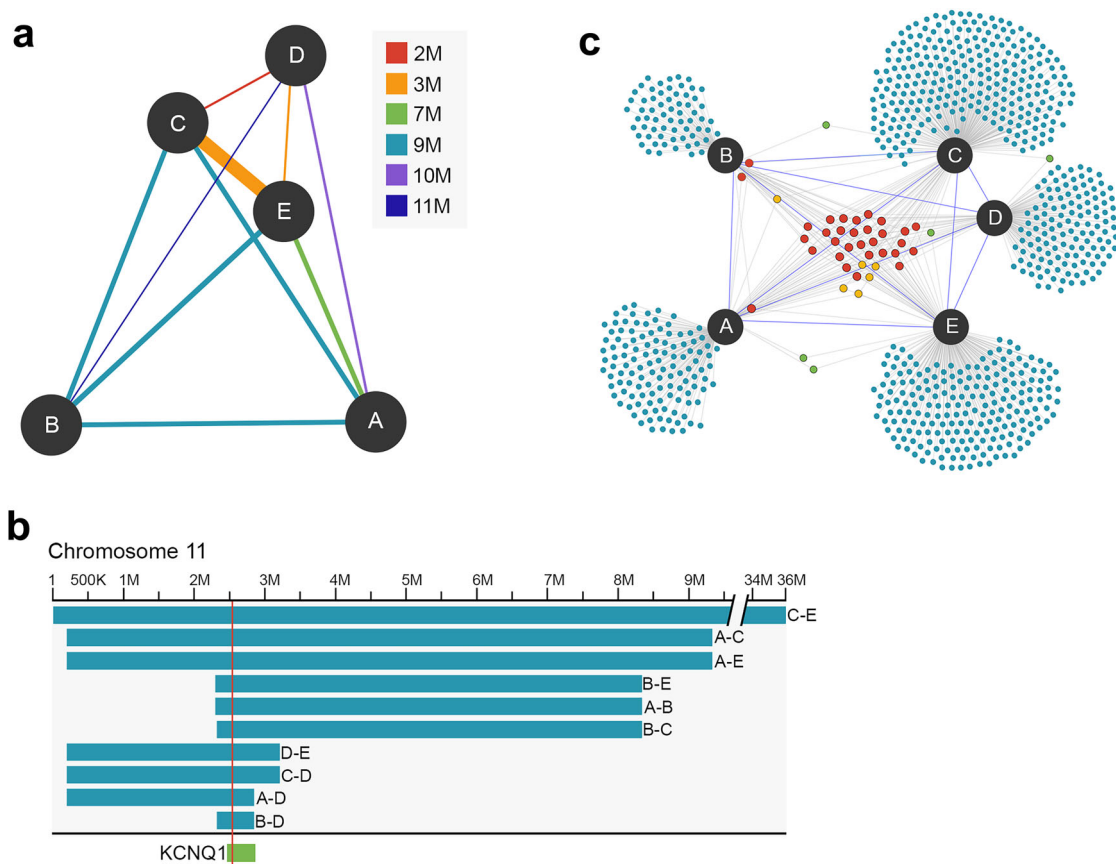 a
D
C
E
B
A
2M
3M
7M
9M
10M
11M
c
B
C
D
A
E
b
Chromosome 11
1 500K 1M 2M 3M 4M 5M 6M 7M 8M 9M 34M 36M
C-E
A-C
A-E
B-E
A-B
B-C
D-E
C-D
A-D
B-D
KCNQ1